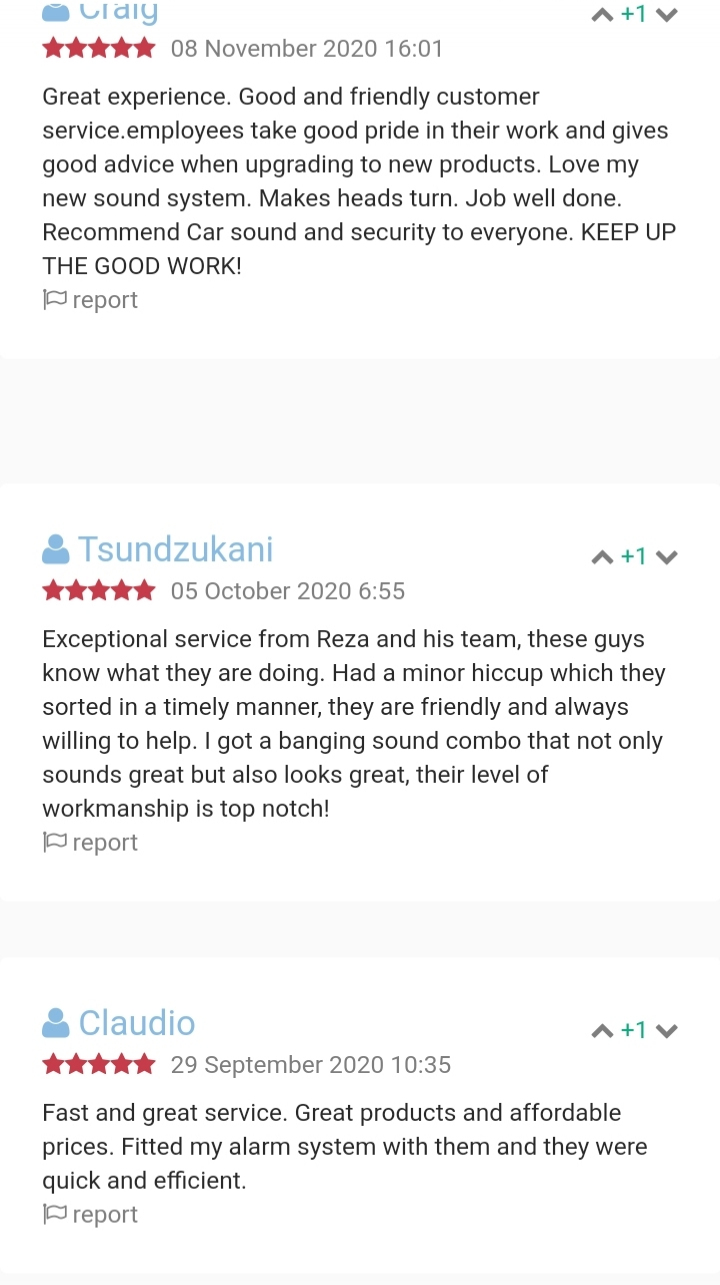 Craig
+1
08 November 2020 16:01
Great experience. Good and friendly customer
service.employees take good pride in their work and gives
good advice when upgrading to new products. Love my
new sound system. Makes heads turn. Job well done.
Recommend Car sound and security to everyone. KEEP UP
THE GOOD WORK!
report
Tsundzukani
+1
05 October 2020 6:55
Exceptional service from Reza and his team, these guys
know what they are doing. Had a minor hiccup which they
sorted in a timely manner, they are friendly and always
willing to help. I got a banging sound combo that not only
sounds great but also looks great, their level of
workmanship is top notch!
report
Claudio
+1
29 September 2020 10:35
Fast and great service. Great products and affordable
prices. Fitted my alarm system with them and they were
quick and efficient.
report